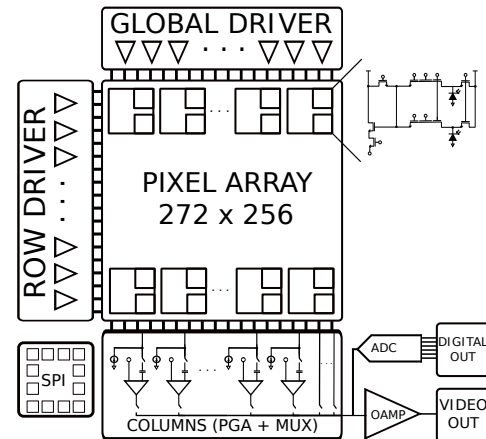 GLOBAL DRIVER
ROW DRIVER
PIXEL ARRAY
272 x 256
SPI
COLUMNS (PGA + MUX)
ADC
DIGITAL
OUT
OAMP
VIDEO
OUT